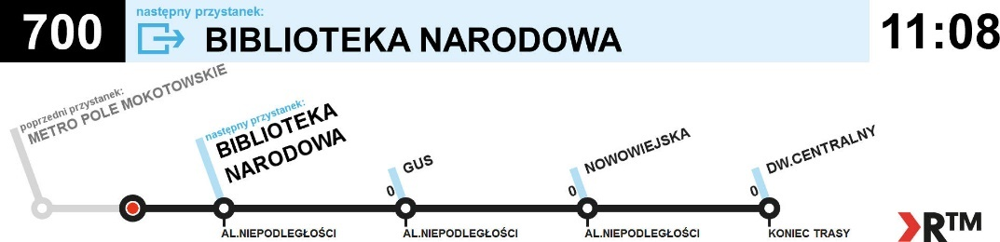 700
następny przystanek:
BIBLIOTEKA NARODOWA
11:08
poprzedni przystanek:
METRO POLE MOKOTOWSKIE
następny przystanek:
BIBLIOTEKA
NARODOWA
0 GUS
0 NOWOWIEJSKA
0 DW.CENTRALNY
AL.NIEPODLEGŁOŚCI
AL.NIEPODLEGŁOŚCI
AL.NIEPODLEGŁOŚCI
KONIEC TRASY
RTM